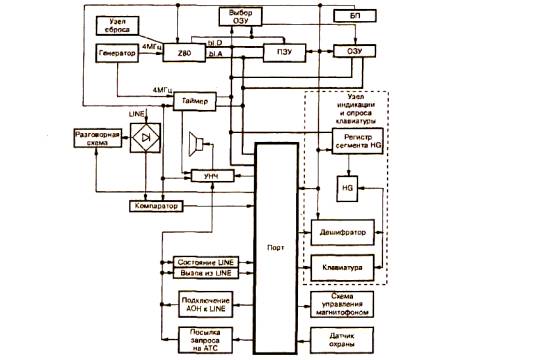 Узел
сброса
Выбор
ОЗУ
БП
Генератор
4МГц
Z80
bl.D
bl.A
ПЗУ
ОЗУ
4МГц
Таймер
LINE
Разговорная
схема
УНЧ
Компаратор
Узел
индикации
и опроса
клавиатуры
Регистр
сегмента HG
HG
Дешифратор
Клавиатура
Порт
Состояние LINE
Вызов из LINE
Подключение
АОН к LINE
Посылка
запроса
на АТС
Схема
управления
магнитофоном
Датчик
охраны